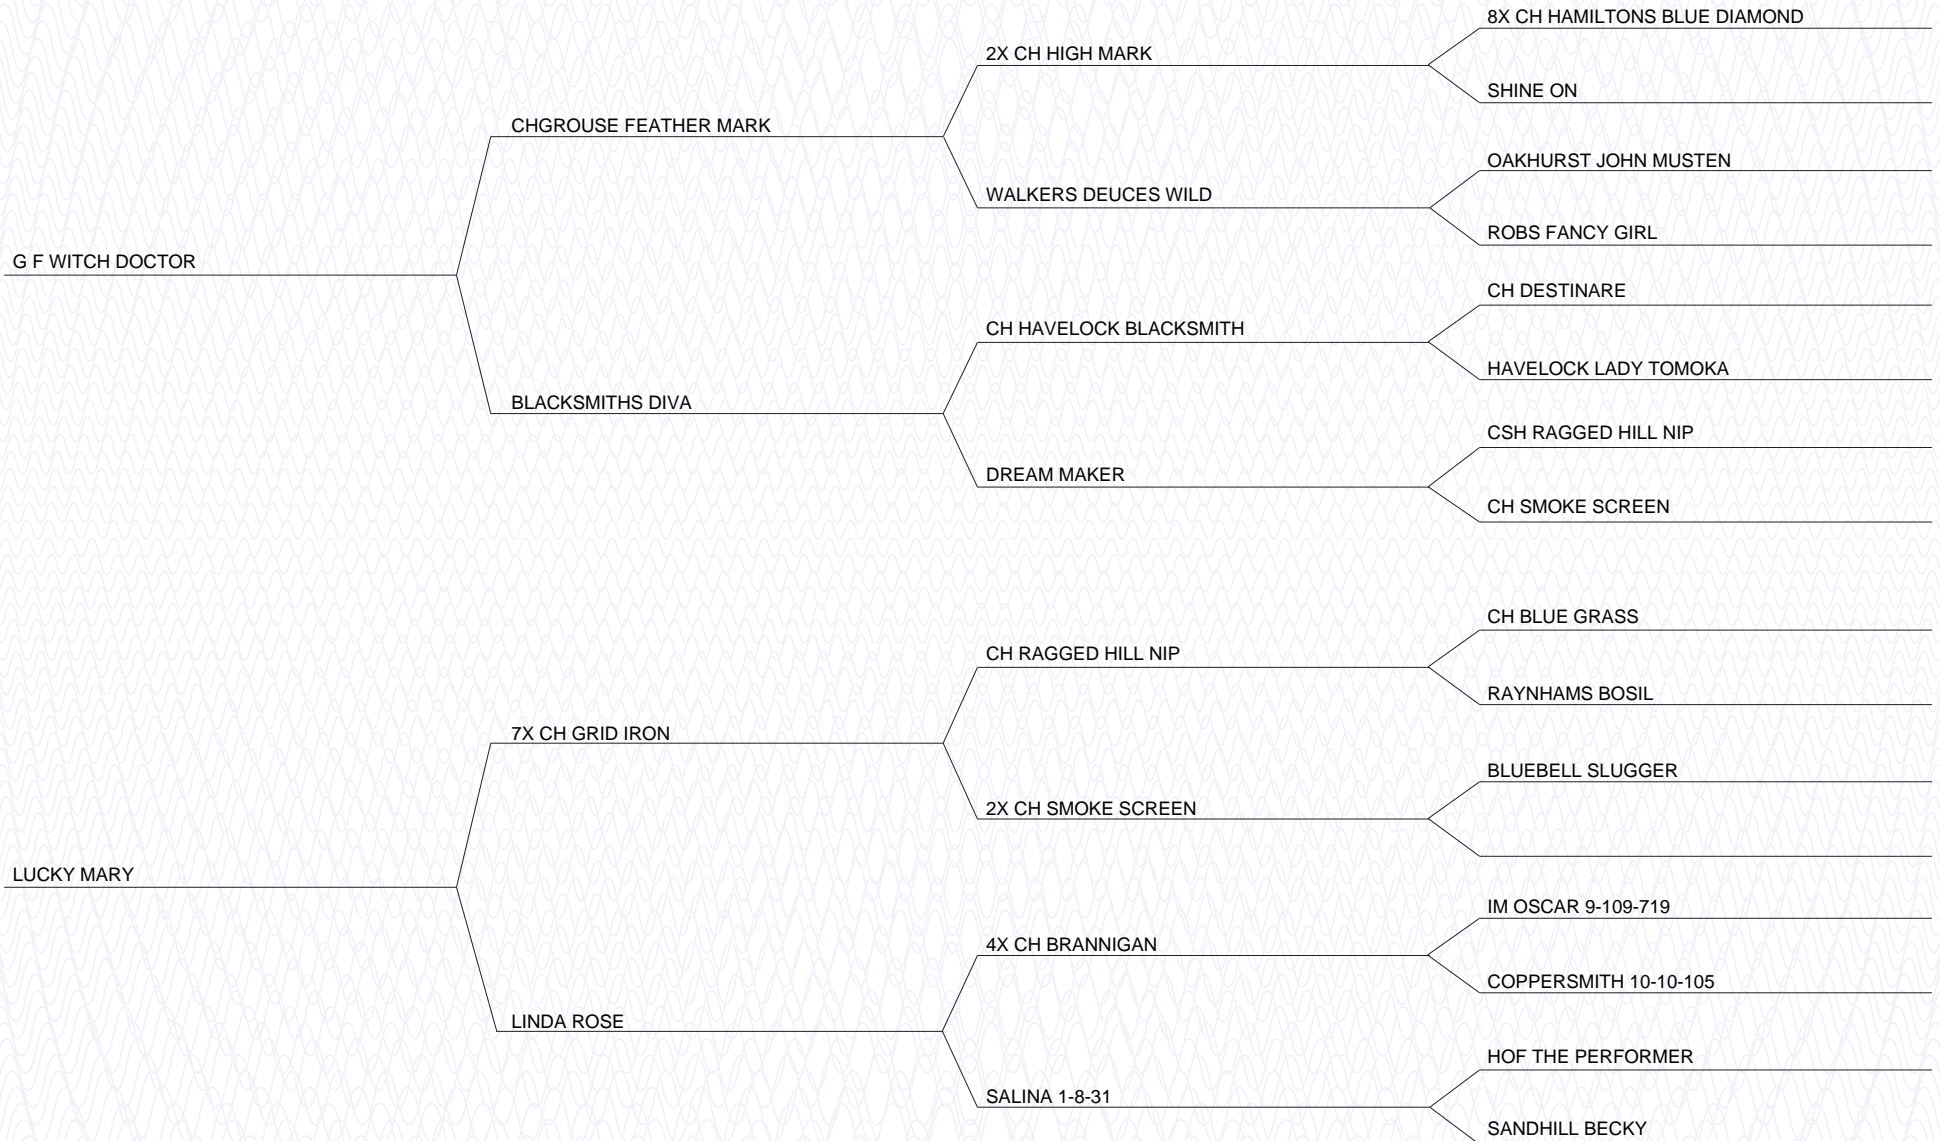 8X CH HAMILTONS BLUE DIAMOND
2X CH HIGH MARK
SHINE ON
CHGROUSE FEATHER MARK
OAKHURST JOHN MUSTEN
WALKERS DEUCES WILD
ROBS FANCY GIRL
G F WITCH DOCTOR
CH DESTINARE
CH HAVELOCK BLACKSMITH
HAVELOCK LADY TOMOKA
BLACKSMITHS DIVA
CSH RAGGED HILL NIP
DREAM MAKER
CH SMOKE SCREEN
CH BLUE GRASS
CH RAGGED HILL NIP
RAYNHAMS BOSIL
7X CH GRID IRON
BLUEBELL SLUGGER
2X CH SMOKE SCREEN
LUCKY MARY
IM OSCAR 9-109-719
4X CH BRANNIGAN
COPPERSMITH 10-10-105
LINDA ROSE
HOF THE PERFORMER
SALINA 1-8-31
SANDHILL BECKY